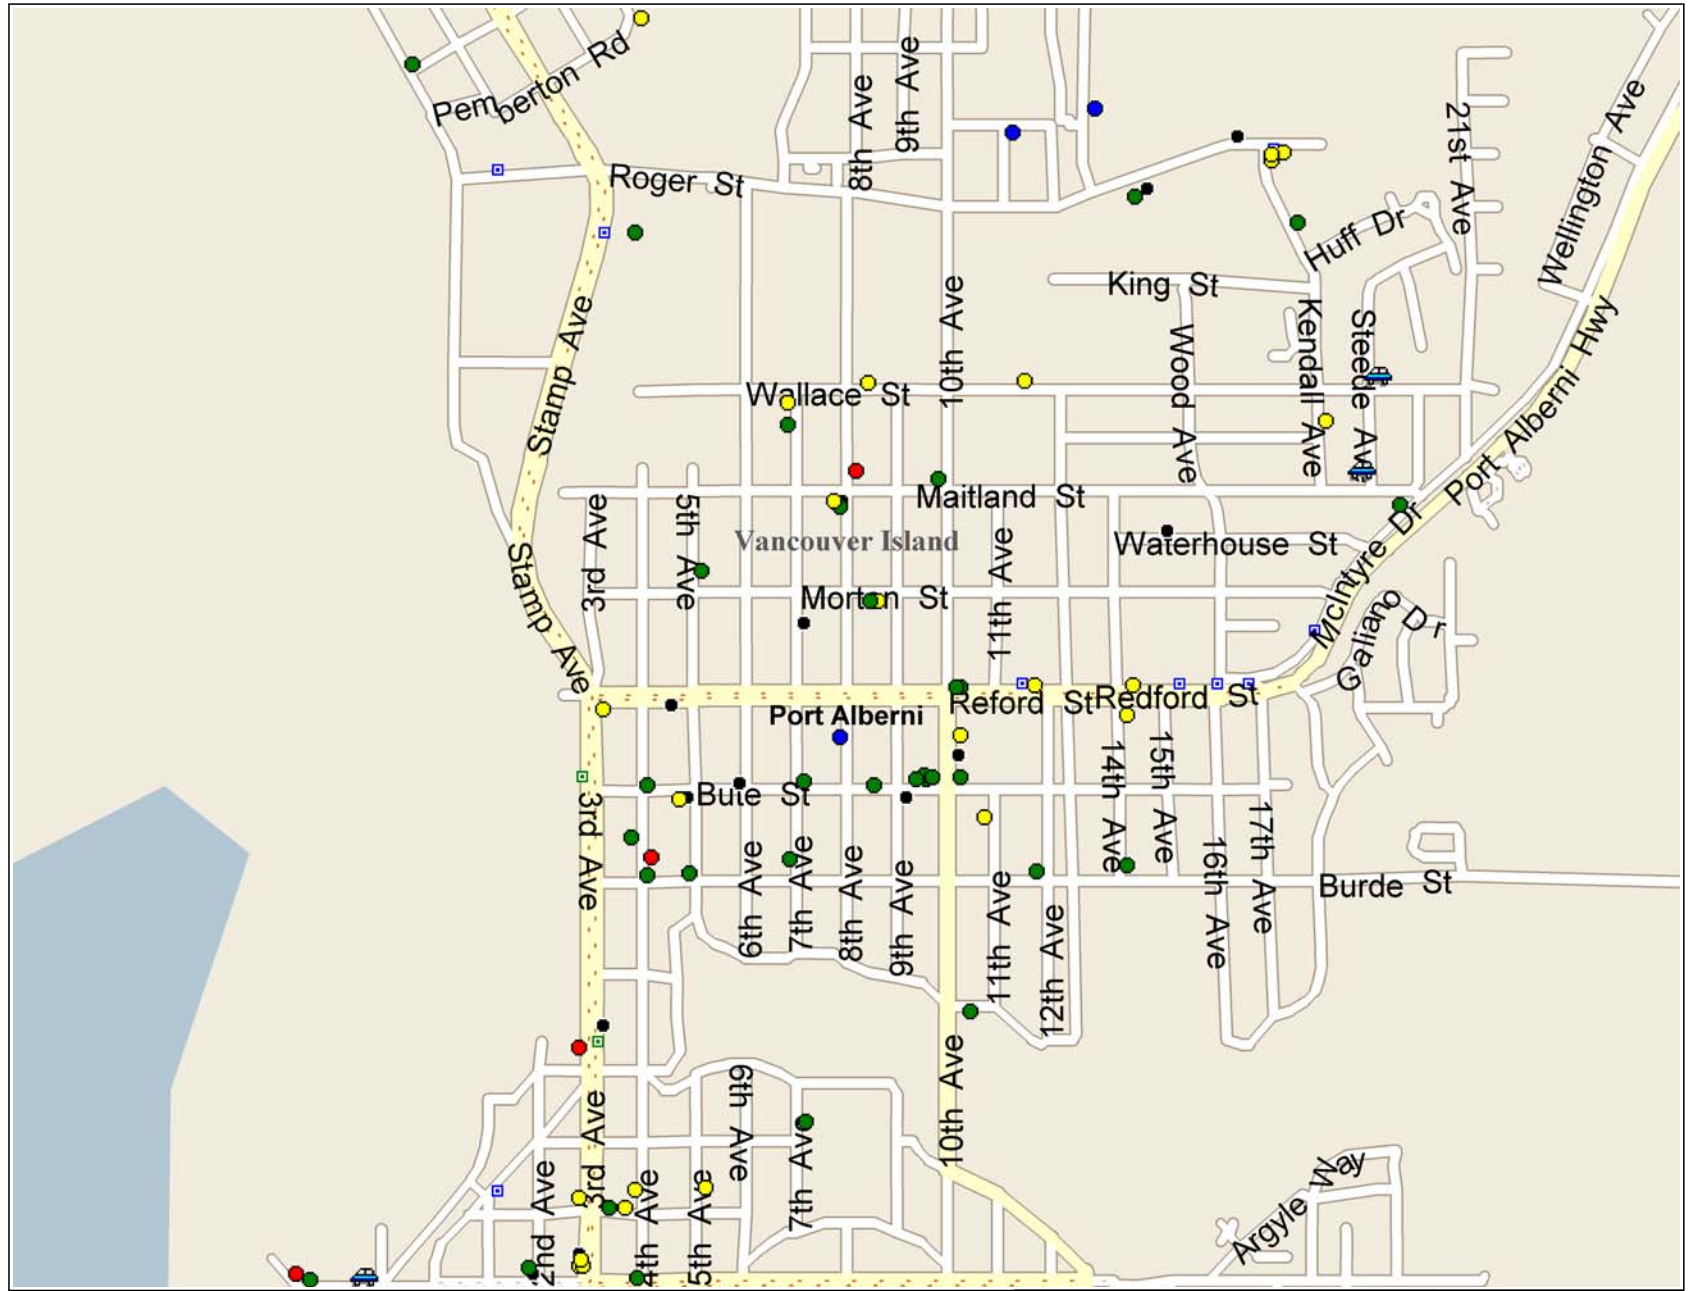 Pemberton Rd
9th Ave
8th Ave
21st Ave
Wellington Ave
Roger St
Huff Dr
King St
10th Ave
Stamp Ave
Wood Ave
Kendall Ave
Steede Ave
Port Alberni Hwy
Wallace St
3rd Ave
5th Ave
Maitland St
Vancouver Island
Waterhouse St
McIntyre Dr
Stamp Ave
Morton St
11th Ave
Galiano Dr
Reford St
Redford St
Port Alberni
14th Ave
15th Ave
3rd Ave
Bute St
17th Ave
6th Ave
7th Ave
8th Ave
9th Ave
16th Ave
Burde St
11th Ave
12th Ave
10th Ave
3rd Ave
6th Ave
7th Ave
2nd Ave
4th Ave
5th Ave
Argyle Way